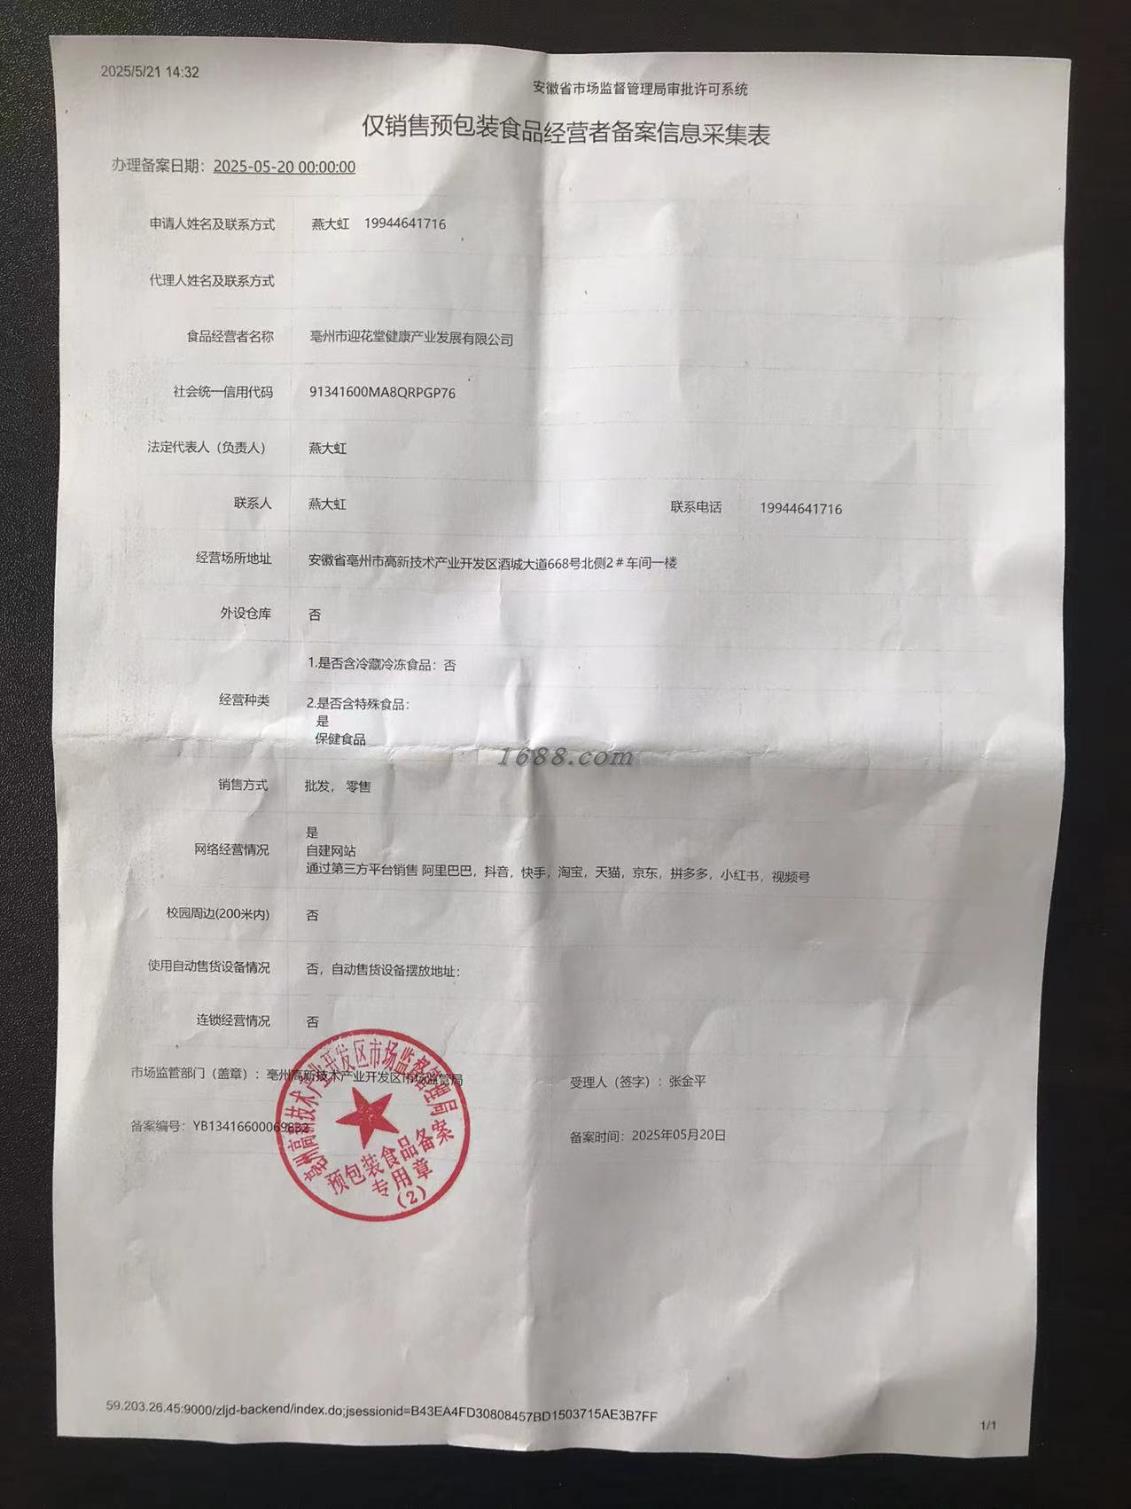 2025/5/21 14:32
安徽省市场监督管理局审批许可系统
仅销售预包装食品经营者备案信息采集表
办理备案日期：2025-05-20 00:00:00
申请人姓名及联系方式 燕大虹 19944641716
代理人姓名及联系方式
食品经营者名称 亳州市迎花堂健康产业发展有限公司
社会统一信用代码 91341600MA8QRPGP76
法定代表人（负责人） 燕大虹
联系人 燕大虹 联系电话 19944641716
经营场所地址 安徽省亳州市高新技术产业开发区酒城大道668号北侧2＃车间一楼
外设仓库 否
1.是否含冷藏冷冻食品：否
经营种类 2.是否含特殊食品：
是
保健食品
1688.com
销售方式 批发， 零售
是
网络经营情况 自建网站
通过第三方平台销售 阿里巴巴，抖音，快手，淘宝，天猫，京东，拼多多，小红书，视频号
校园周边(200米内) 否
使用自动售货设备情况 否，自动售货设备摆放地址：
连锁经营情况 否
市场监管部门（盖章）：亳州高新技术产业开发区市场监管局 受理人（签字）：张金平
备案编号：YB13416600069832 备案时间：2025年05月20日
亳州高新技术产业开发区市场监督管理局
预包装食品备案
专用章
（2）
59.203.26.45:9000/zljd-backend/index.do;jsessionid=B43EA4FD30808457BD1503715AE3B7FF
1/1